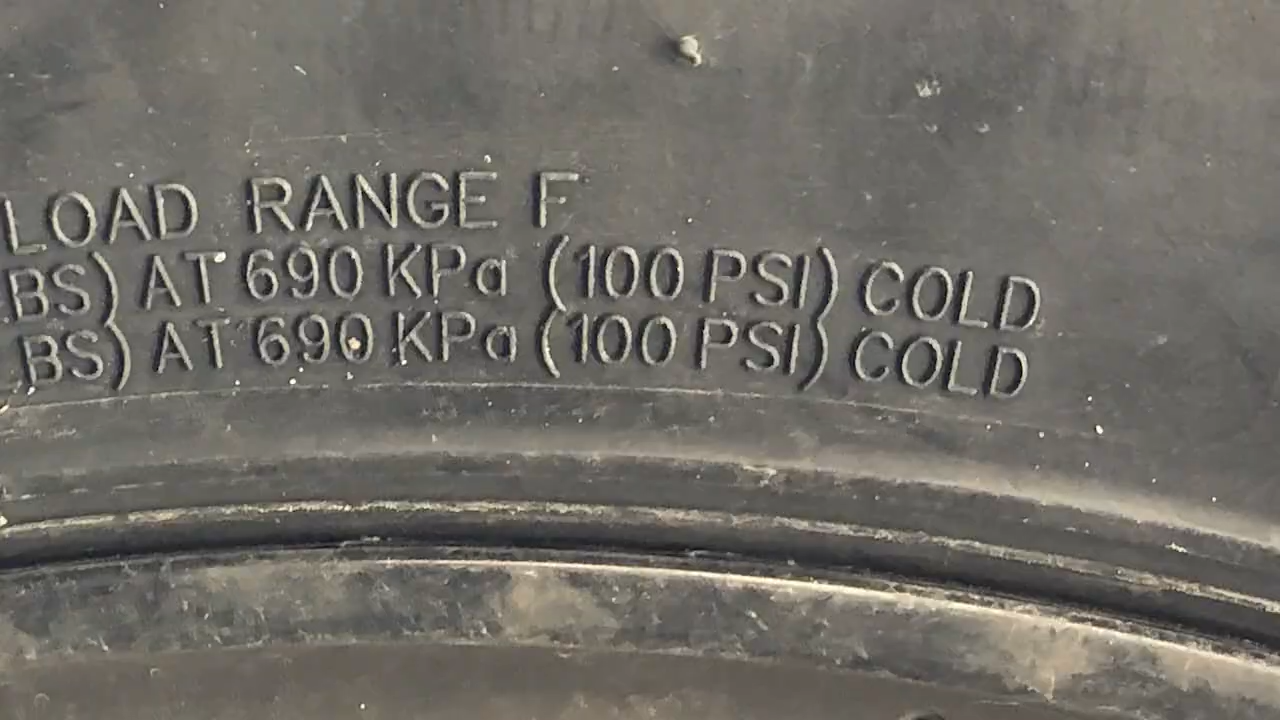 LOAD RANGE F
BS) AT 690 KPa (100 PSI) COLD
BS) AT 690 KPa (100 PSI) COLD